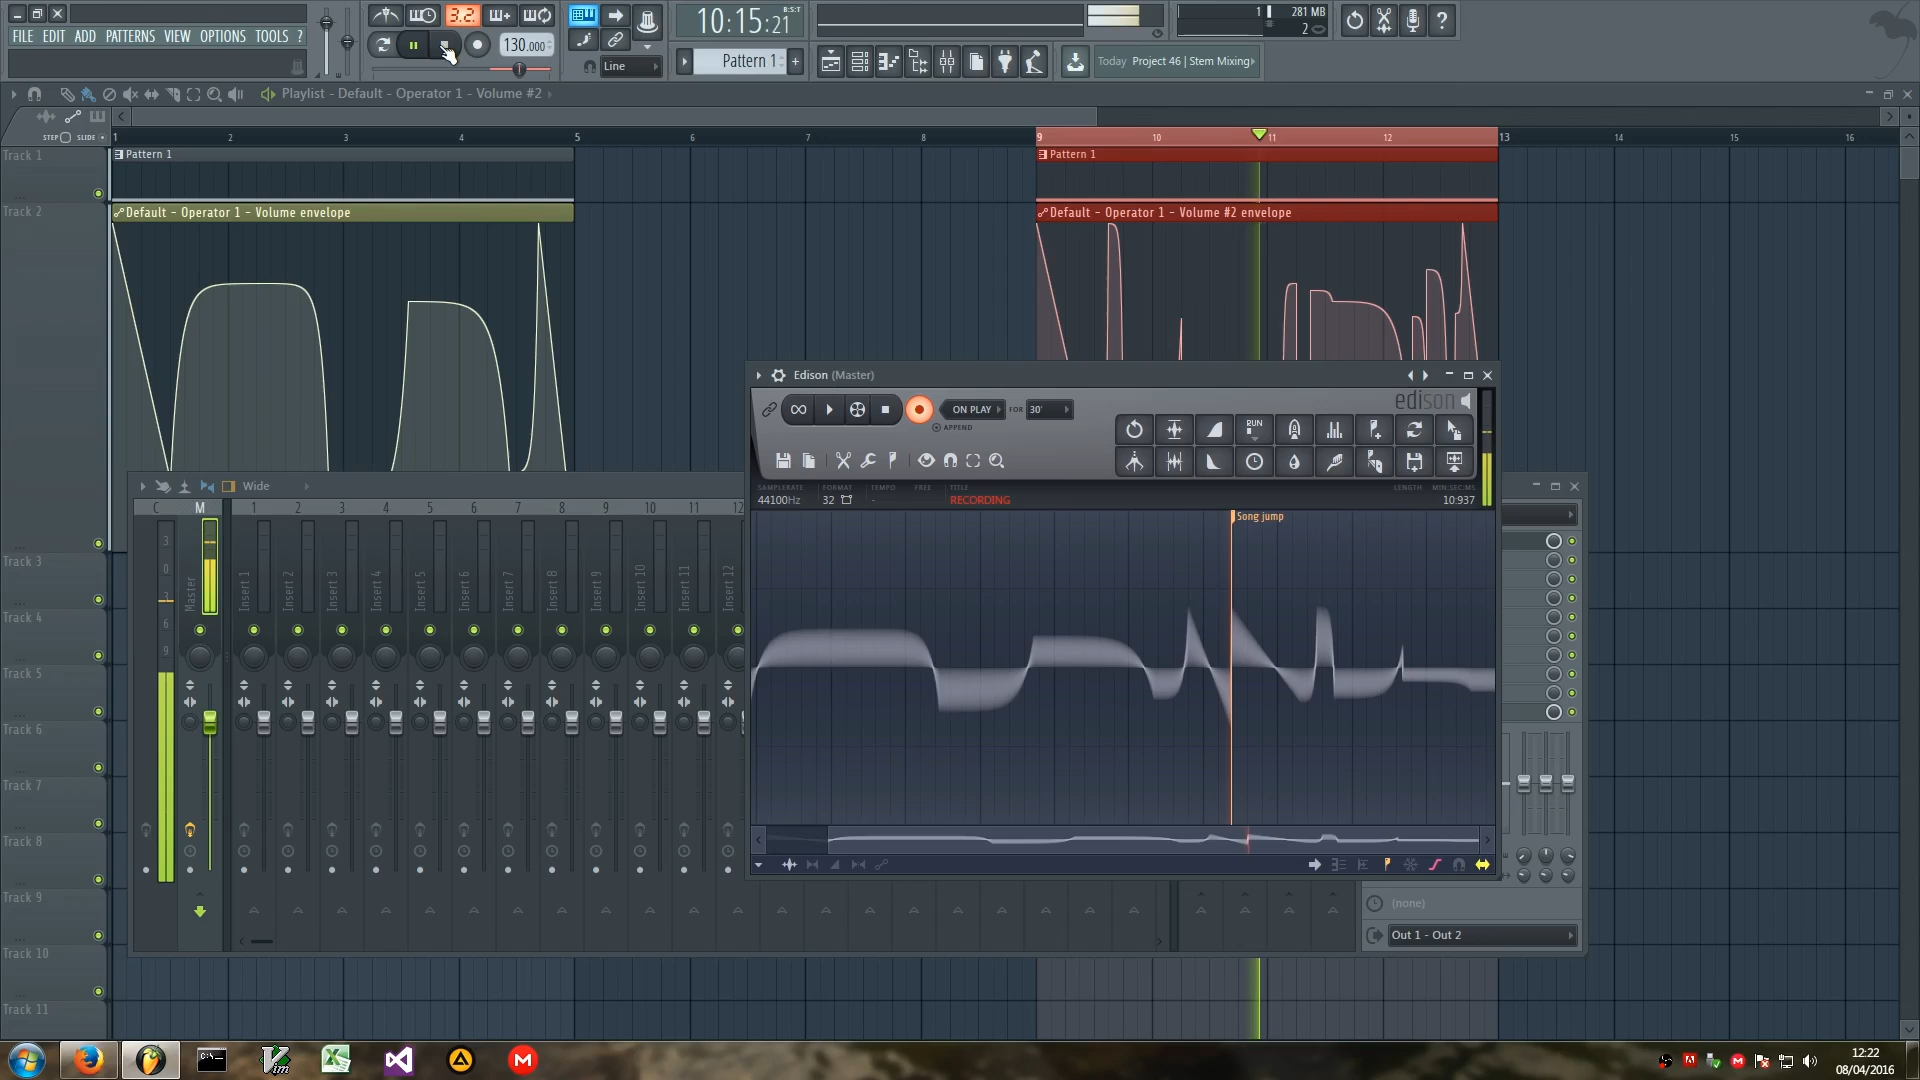 3.2.
10:15:21
B:S:T
1
281 MB
2
FILE EDIT ADD PATTERNS VIEW OPTIONS TOOLS ?
130.000
Line
Pattern 1
+
Today Project 46 | Stem Mixing
Playlist - Default - Operator 1 - Volume #2
STEP SLIDE
1 2 3 4 5 6 7 8 9 10 11 12 13 14 15 16
Track 1
Pattern 1
Pattern 1
Track 2
Default - Operator 1 - Volume envelope
Default - Operator 1 - Volume #2 envelope
Edison (Master)
edison
ON PLAY
FOR
30'
APPEND
RUN
SAMPLERATE FORMAT TEMPO FREE TITLE LENGTH MIN:SEC:MS
44100Hz 32 - RECORDING 10:937
Song jump
Wide
C M 1 2 3 4 5 6 7 8 9 10 11 12
3
0
3
6
9
Master
Insert 1
Insert 2
Insert 3
Insert 4
Insert 5
Insert 6
Insert 7
Insert 8
Insert 9
Insert 10
Insert 11
Insert 12
Track 3
Track 4
Track 5
Track 6
Track 7
Track 8
Track 9
Track 10
Track 11
(none)
Out 1 - Out 2
12:22
08/04/2016